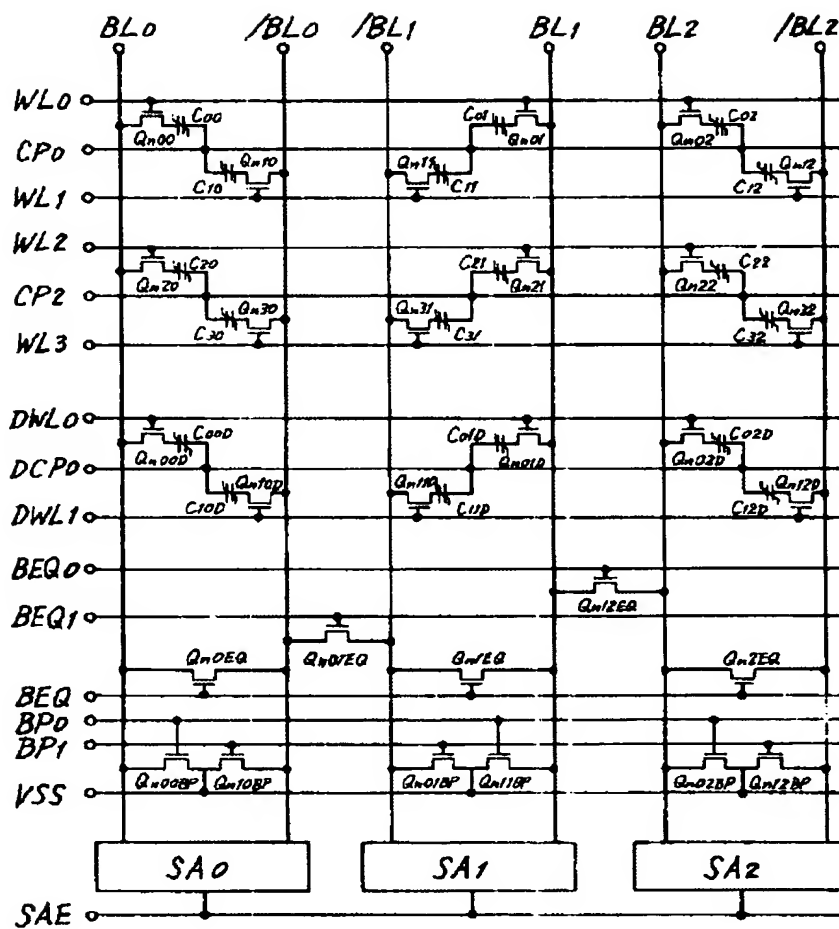 BL0 /BL0 /BL1 BL1 BL2 /BL2
WL0
C00 C01 C02
Qn00 Qn01 Qn02
CP0
Qn10 Qn11 Qn12
C10 C11 C12
WL1
WL2
C20 C21 C22
Qn20 Qn21 Qn22
CP2
Qn30 Qn31 Qn22
C30 C31 C32
WL3
DWL0
C00D C01D C02D
Qn00D Qn01D Qn02D
DCP0
Qn10D Qn11D Qn12D
C10D C11D C12D
DWL1
BEQ0
Qn12EQ
BEQ1
Qn01EQ
Qn0EQ Qn1EQ Qn2EQ
BEQ
BP0
BP1
Qn00BP Qn10BP Qn01BP Qn11BP Qn02BP Qn12BP
VSS
SA0 SA1 SA2
SAE